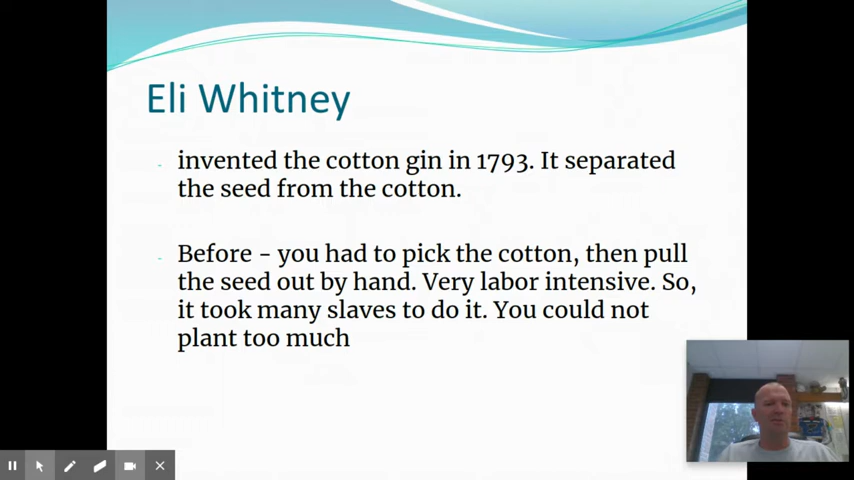 Eli Whitney
- invented the cotton gin in 1793. It separated
the seed from the cotton.
- Before - you had to pick the cotton, then pull
the seed out by hand. Very labor intensive. So,
it took many slaves to do it. You could not
plant too much